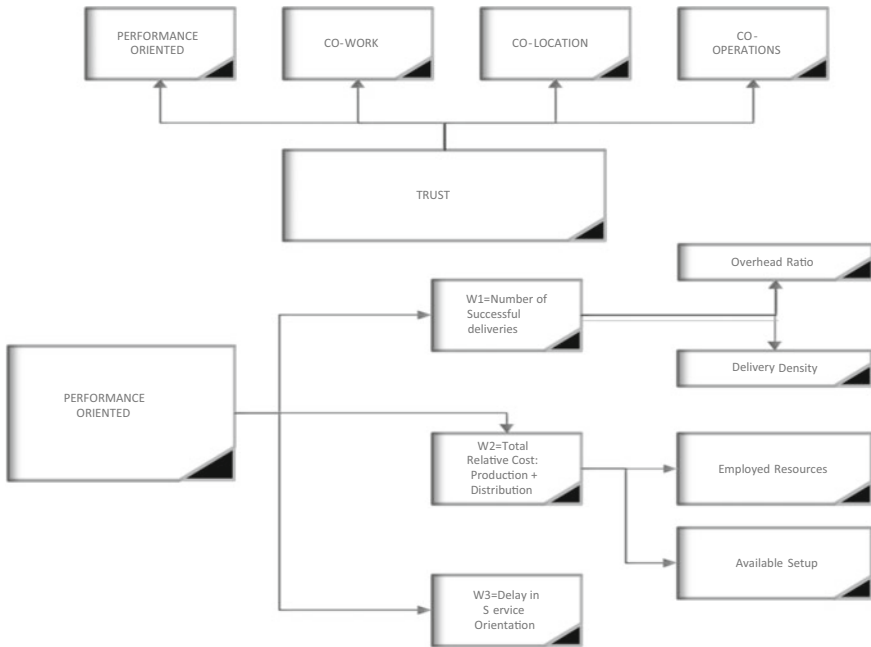 PERFORMANCE
ORIENTED
CO-WORK
CO-LOCATION
CO-
OPERATIONS
TRUST
Overhead Ratio
W1=Number of
Successful
deliveries
Delivery Density
PERFORMANCE
ORIENTED
W2=Total
Relative Cost:
Production +
Distribution
Employed Resources
Available Setup
W3=Delay in
S ervice
Orientation